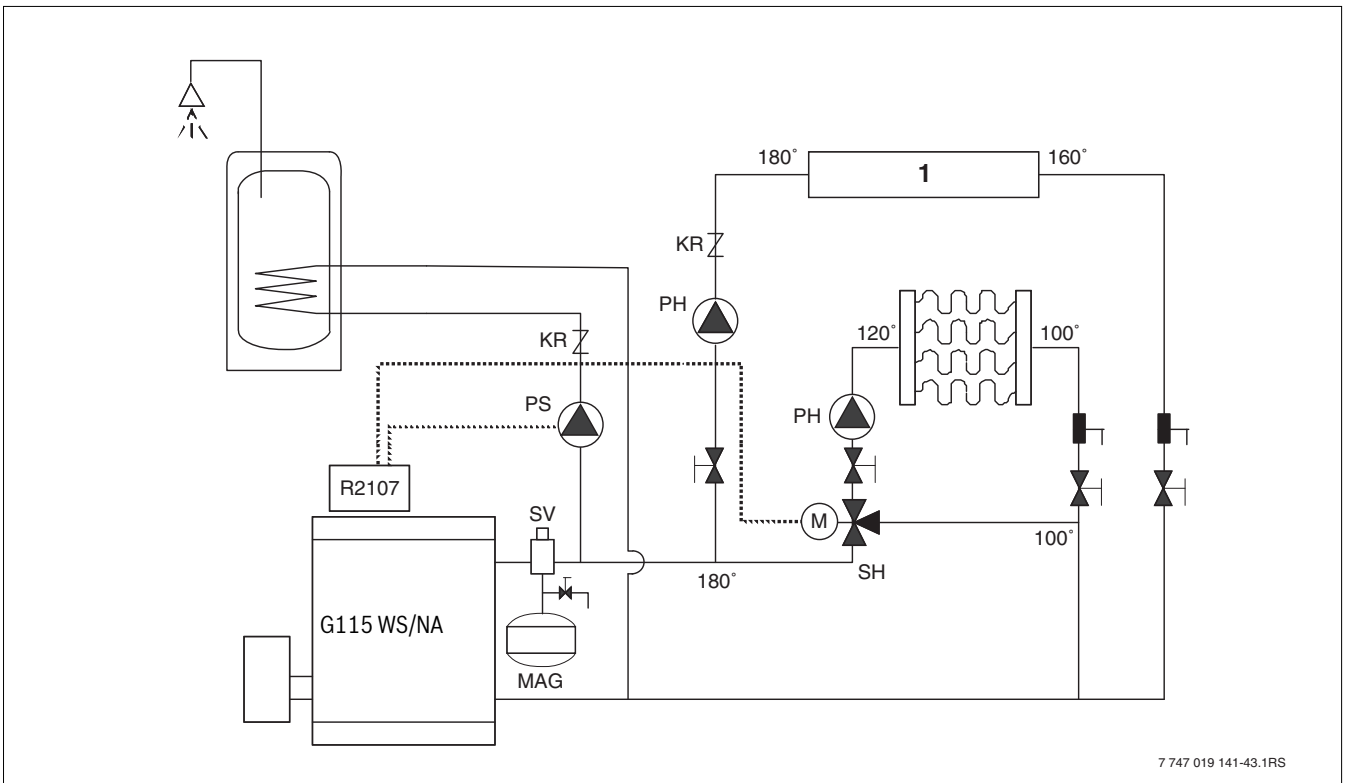 180°
1
160°
KR
PH
KR
120°
100°
PS
PH
R2107
SV
M
100°
SH
180°
G115 WS/NA
MAG
7 747 019 141-43.1RS